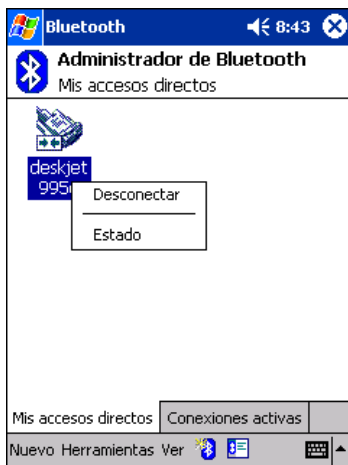 Bluetooth 8:43
Administrador de Bluetooth
Mis accesos directos
deskjet
995
Desconectar
Estado
Mis accesos directos Conexiones activas
Nuevo Herramientas Ver